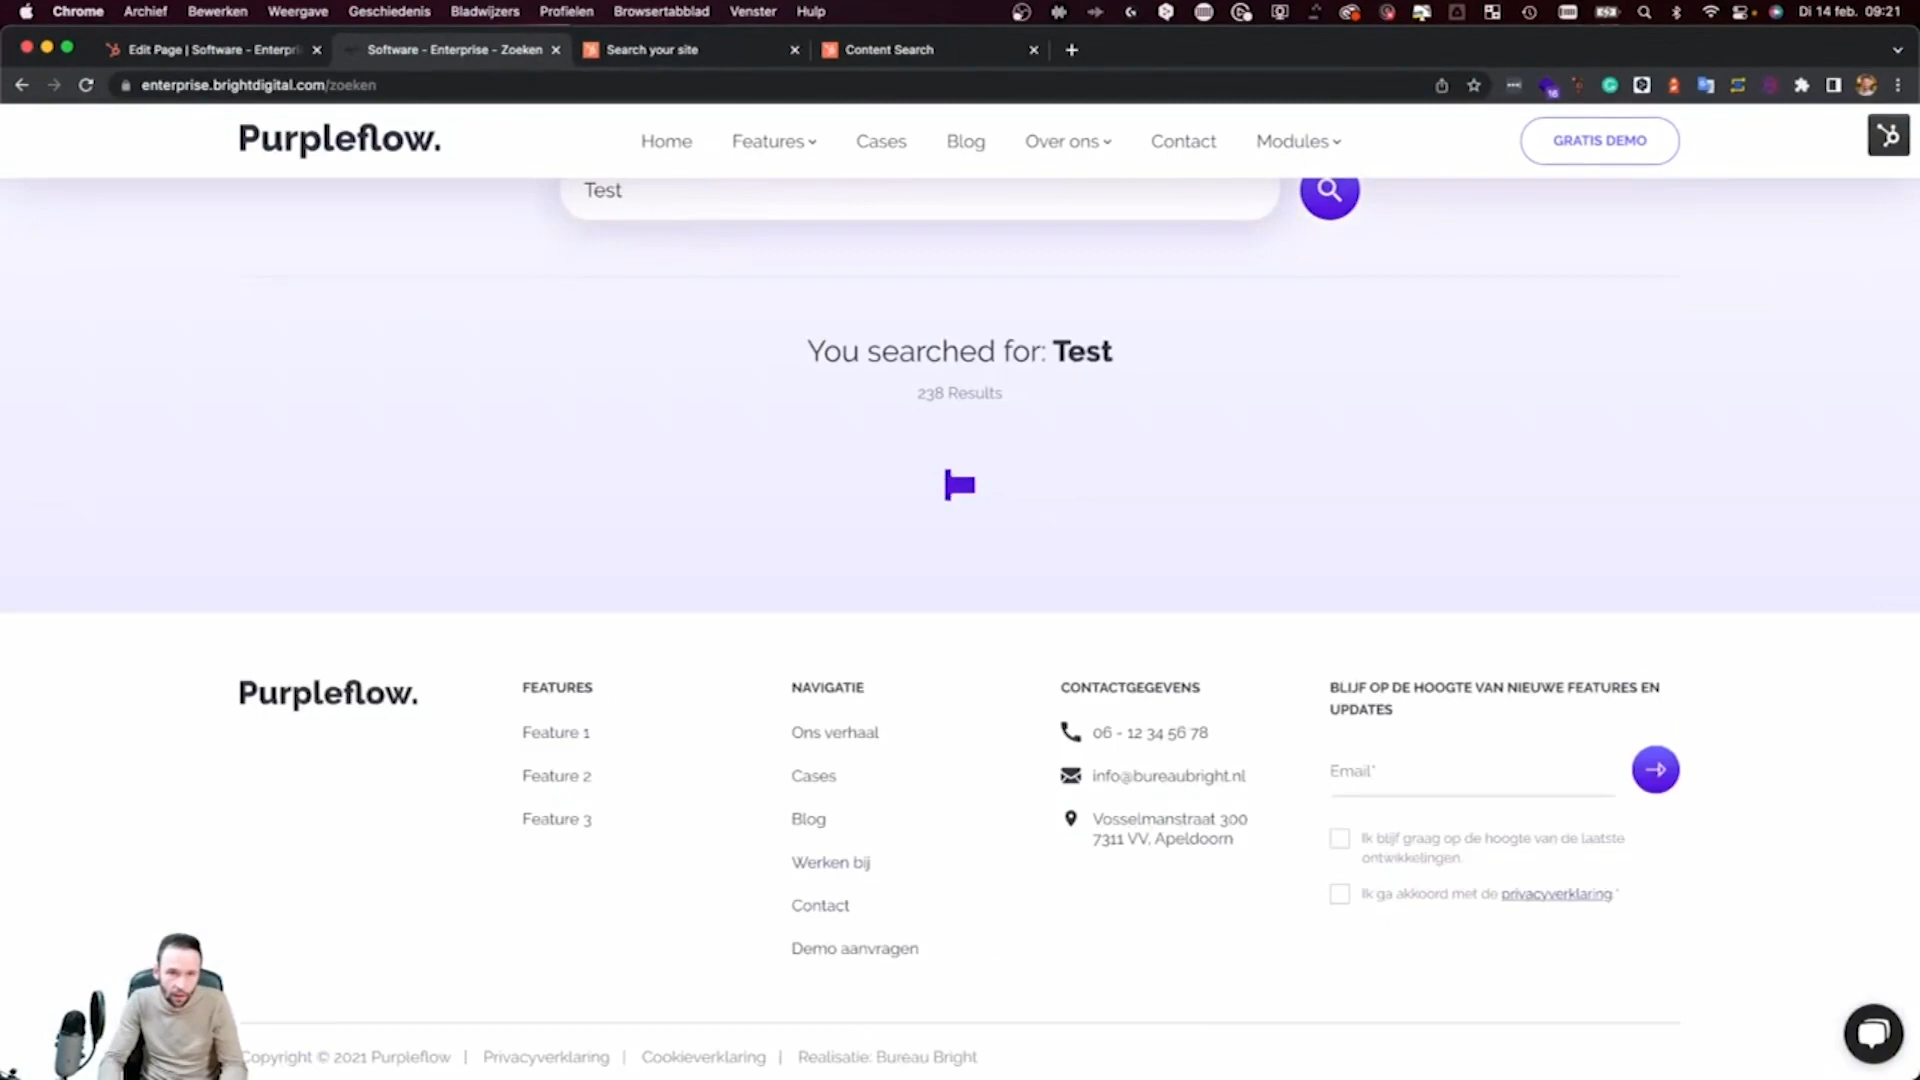 Chrome Archief Bewerken Weergave Geschiedenis Bladwijzers Profielen Browsertabblad Venster Help Di 14 feb. 09:21
Edit Page | Software - Enterpri Software - Enterprise - Zoeken Search your site Content Search
enterprise.brightdigital.com/zoeken
Purpleflow. Home Features Cases Blog Over ons Contact Modules GRATIS DEMO
Test
You searched for: Test
238 Results
Purpleflow.
FEATURES
Feature 1
Feature 2
Feature 3
NAVIGATIE
Ons verhaal
Cases
Blog
Werken bij
Contact
Demo aanvragen
CONTACTGEGEVENS
06 - 12 34 56 78
info@bureaubright.nl
Vosselmanstraat 300
7311 VV, Apeldoorn
BLIJF OP DE HOOGTE VAN NIEUWE FEATURES EN
UPDATES
Email*
Ik blijf graag op de hoogte van de laatste
ontwikkelingen.
Ik ga akkoord met de privacyverklaring.*
Copyright © 2021 Purpleflow | Privacyverklaring | Cookieverklaring | Realisatie: Bureau Bright